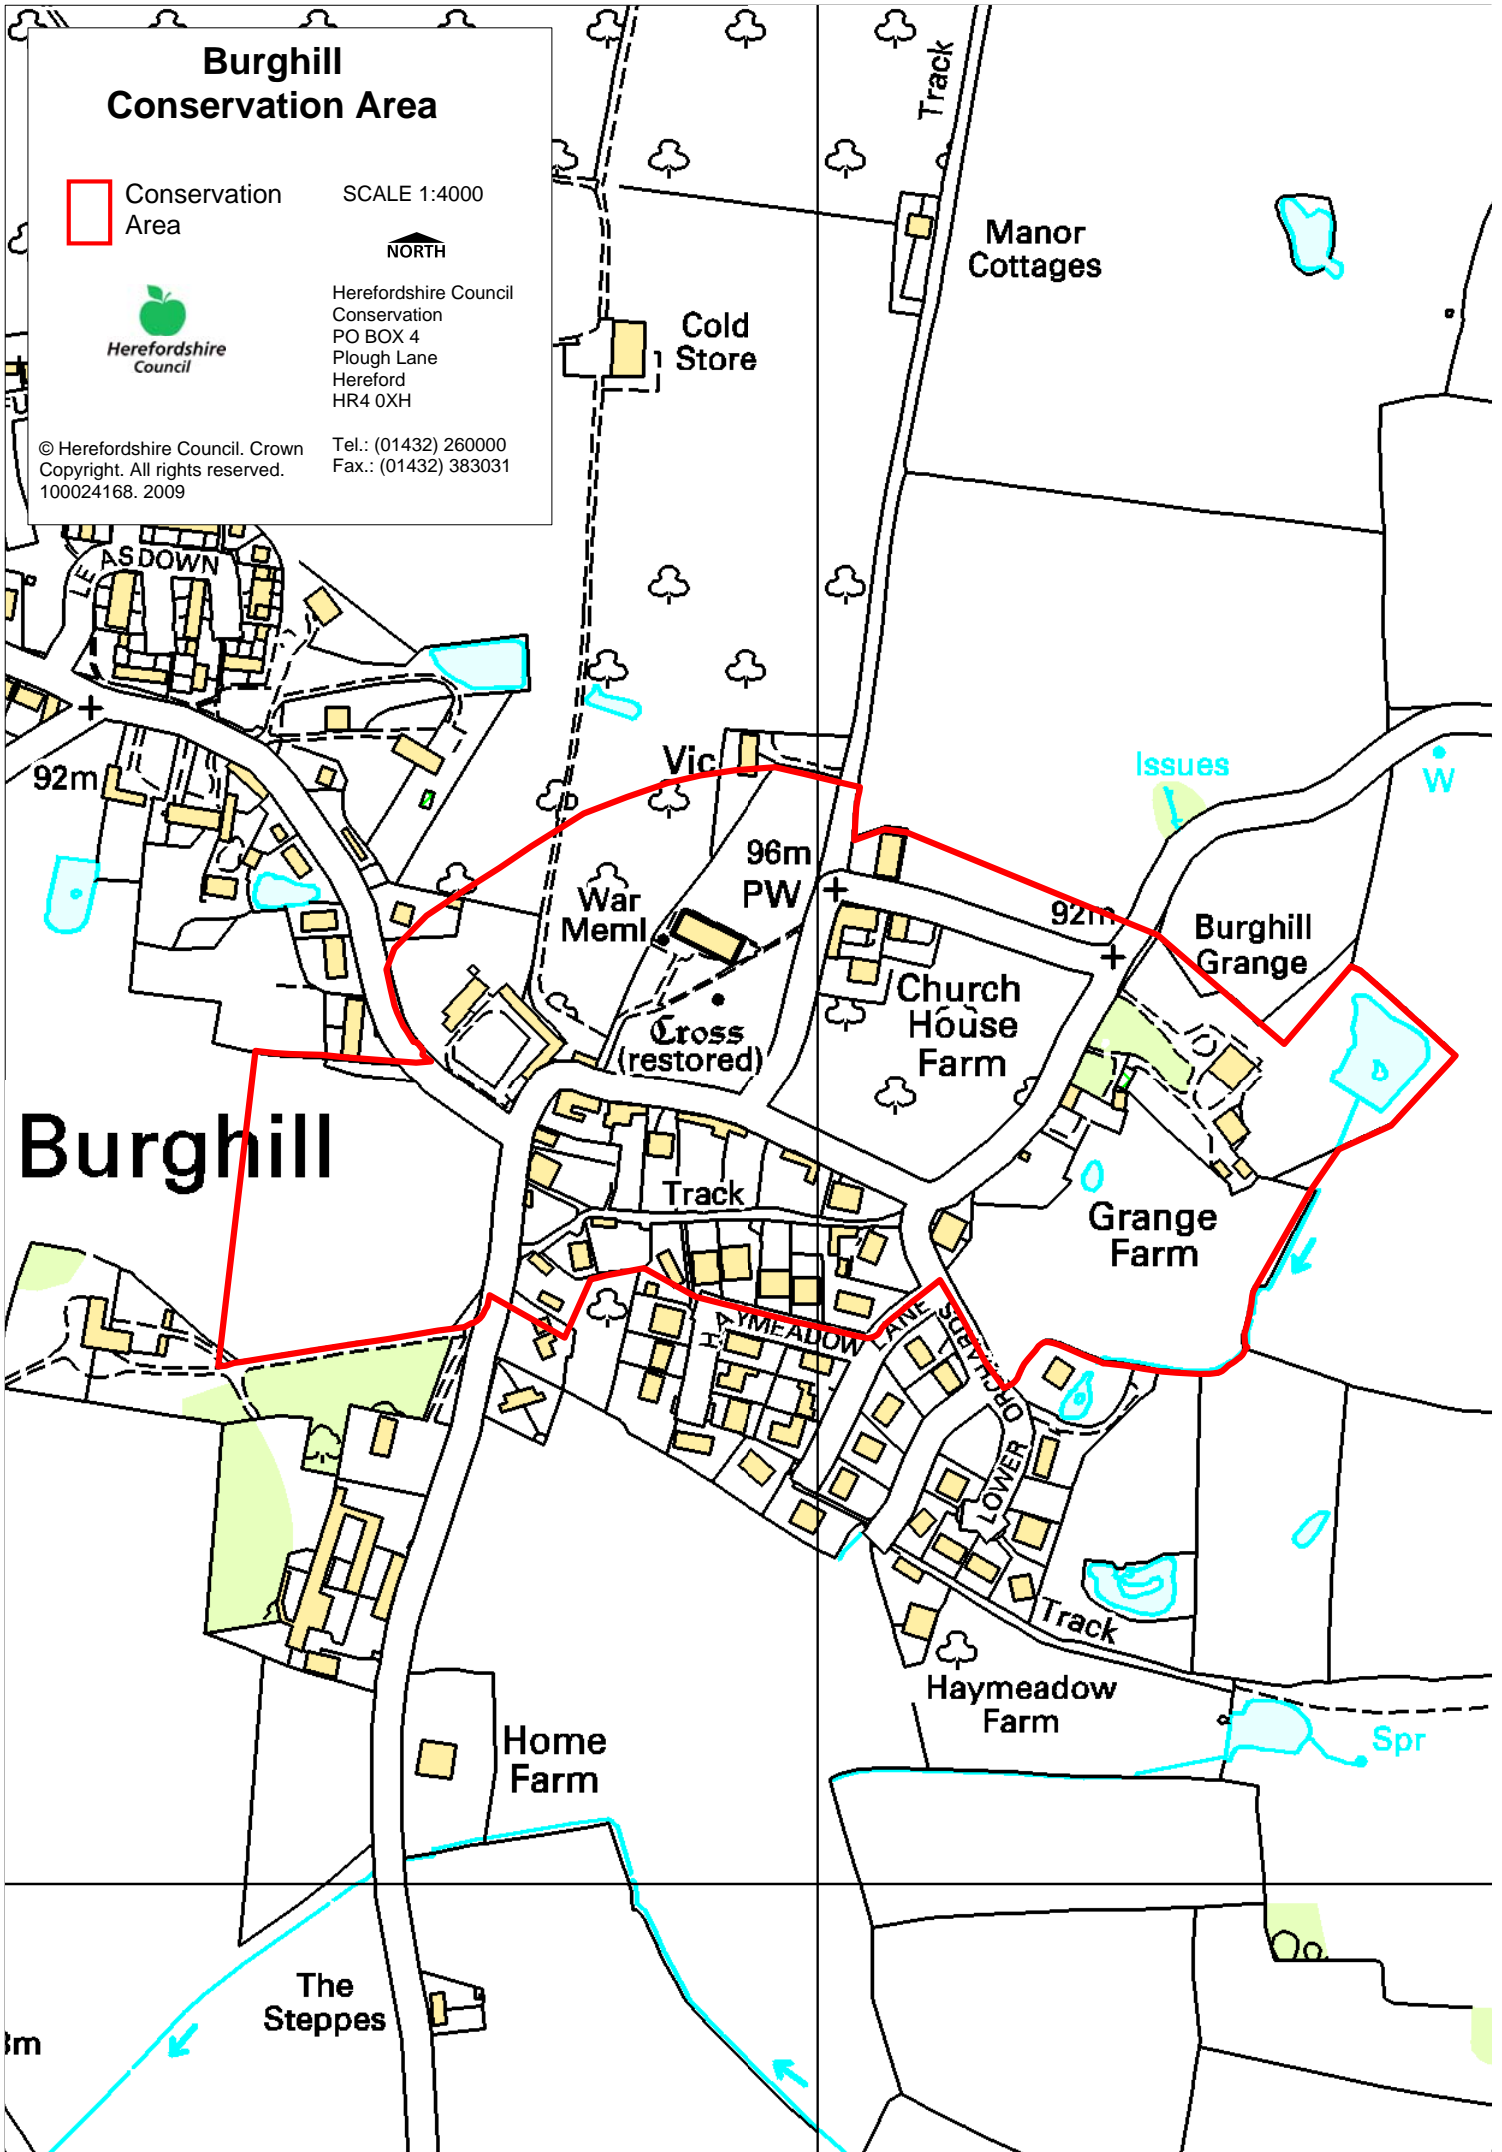 Burghill
Conservation Area
Conservation
Area
SCALE 1:4000
NORTH
Herefordshire
Council
Herefordshire Council
Conservation
PO BOX 4
Plough Lane
Hereford
HR4 0XH
Tel.: (01432) 260000
Fax.: (01432) 383031
© Herefordshire Council. Crown
Copyright. All rights reserved.
100024168. 2009
Track
Manor
Cottages
Cold
Store
LEASDOWN
92m
Vic
Issues
W
96m
PW
War
Meml
92m
Burghill
Grange
Church
House
Farm
Cross
(restored)
Burghill
Track
Grange
Farm
HAYMEADOW LANE
LOWER ORCHARDS
Track
Haymeadow
Farm
Spr
Home
Farm
The
Steppes